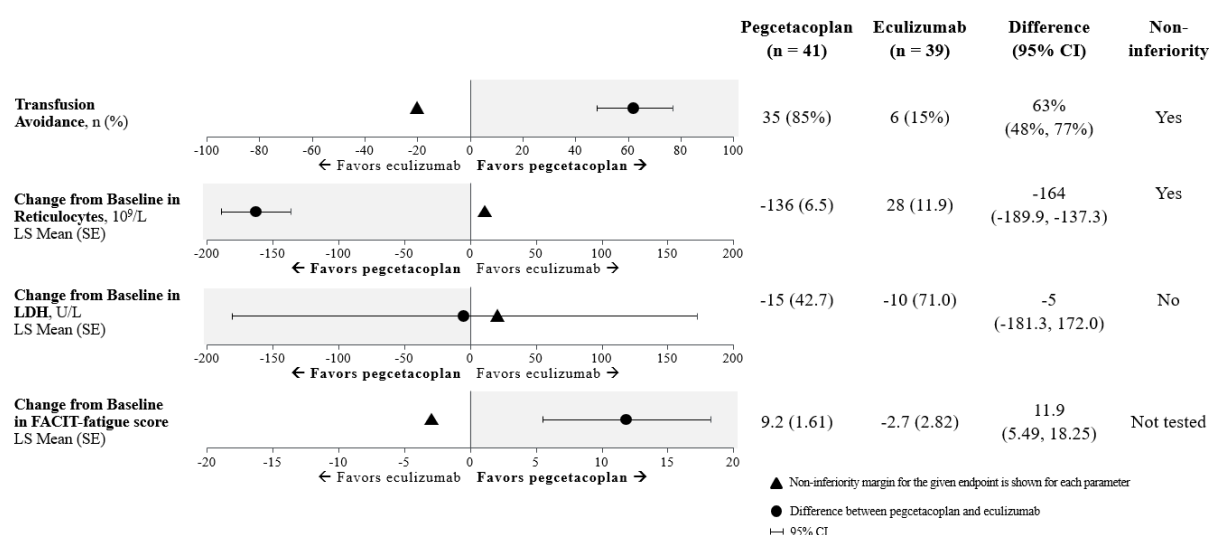 Pegcetacoplan Eculizumab Difference Non-
(n = 41) (n = 39) (95% CI) inferiority
Transfusion
Avoidance, n (%)
35 (85%) 6 (15%) 63%
(48%, 77%) Yes
-100 -80 -60 -40 -20 0 20 40 60 80 100
← Favors eculizumab Favors pegcetacoplan →
Change from Baseline in
Reticulocytes, 10⁹/L
LS Mean (SE)
-136 (6.5) 28 (11.9) -164
(-189.9, -137.3) Yes
-200 -150 -100 -50 0 50 100 150 200
← Favors pegcetacoplan Favors eculizumab →
Change from Baseline in
LDH, U/L
LS Mean (SE)
-15 (42.7) -10 (71.0) -5
(-181.3, 172.0) No
-200 -150 -100 -50 0 50 100 150 200
← Favors pegcetacoplan Favors eculizumab →
Change from Baseline
in FACIT-fatigue score
LS Mean (SE)
9.2 (1.61) -2.7 (2.82) 11.9
(5.49, 18.25) Not tested
-20 -15 -10 -5 0 5 10 15 20
← Favors eculizumab Favors pegcetacoplan →
▲ Non-inferiority margin for the given endpoint is shown for each parameter
● Difference between pegcetacoplan and eculizumab
95% CI